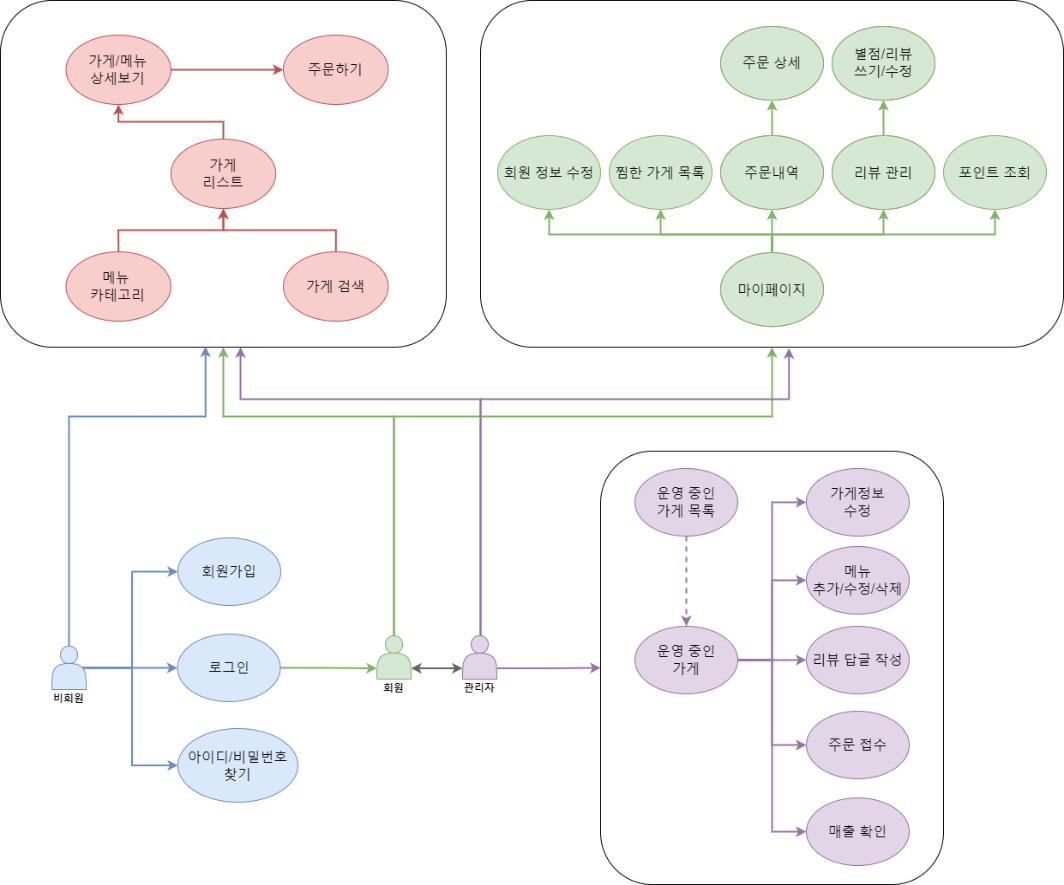 가게/메뉴
상세보기
주문하기
가게
리스트
메뉴
카테고리
가게 검색
주문 상세
별점/리뷰
쓰기/수정
회원 정보 수정
찜한 가게 목록
주문내역
리뷰 관리
포인트 조회
마이페이지
회원가입
로그인
아이디/비밀번호
찾기
비회원
회원
관리자
운영 중인
가게 목록
운영 중인
가게
가게정보
수정
메뉴
추가/수정/삭제
리뷰 답글 작성
주문 접수
매출 확인